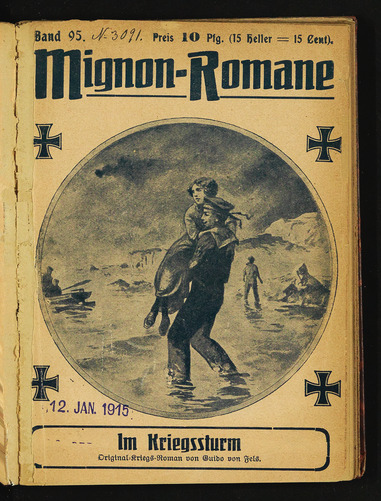 Band 95. № 3091. Preis 10 Pfg. (15 Heller = 15 Cent).
Mignon-Romane
12. JAN. 1915
Im Kriegssturm
Original-Kriegs-Roman von Guido von Fels.